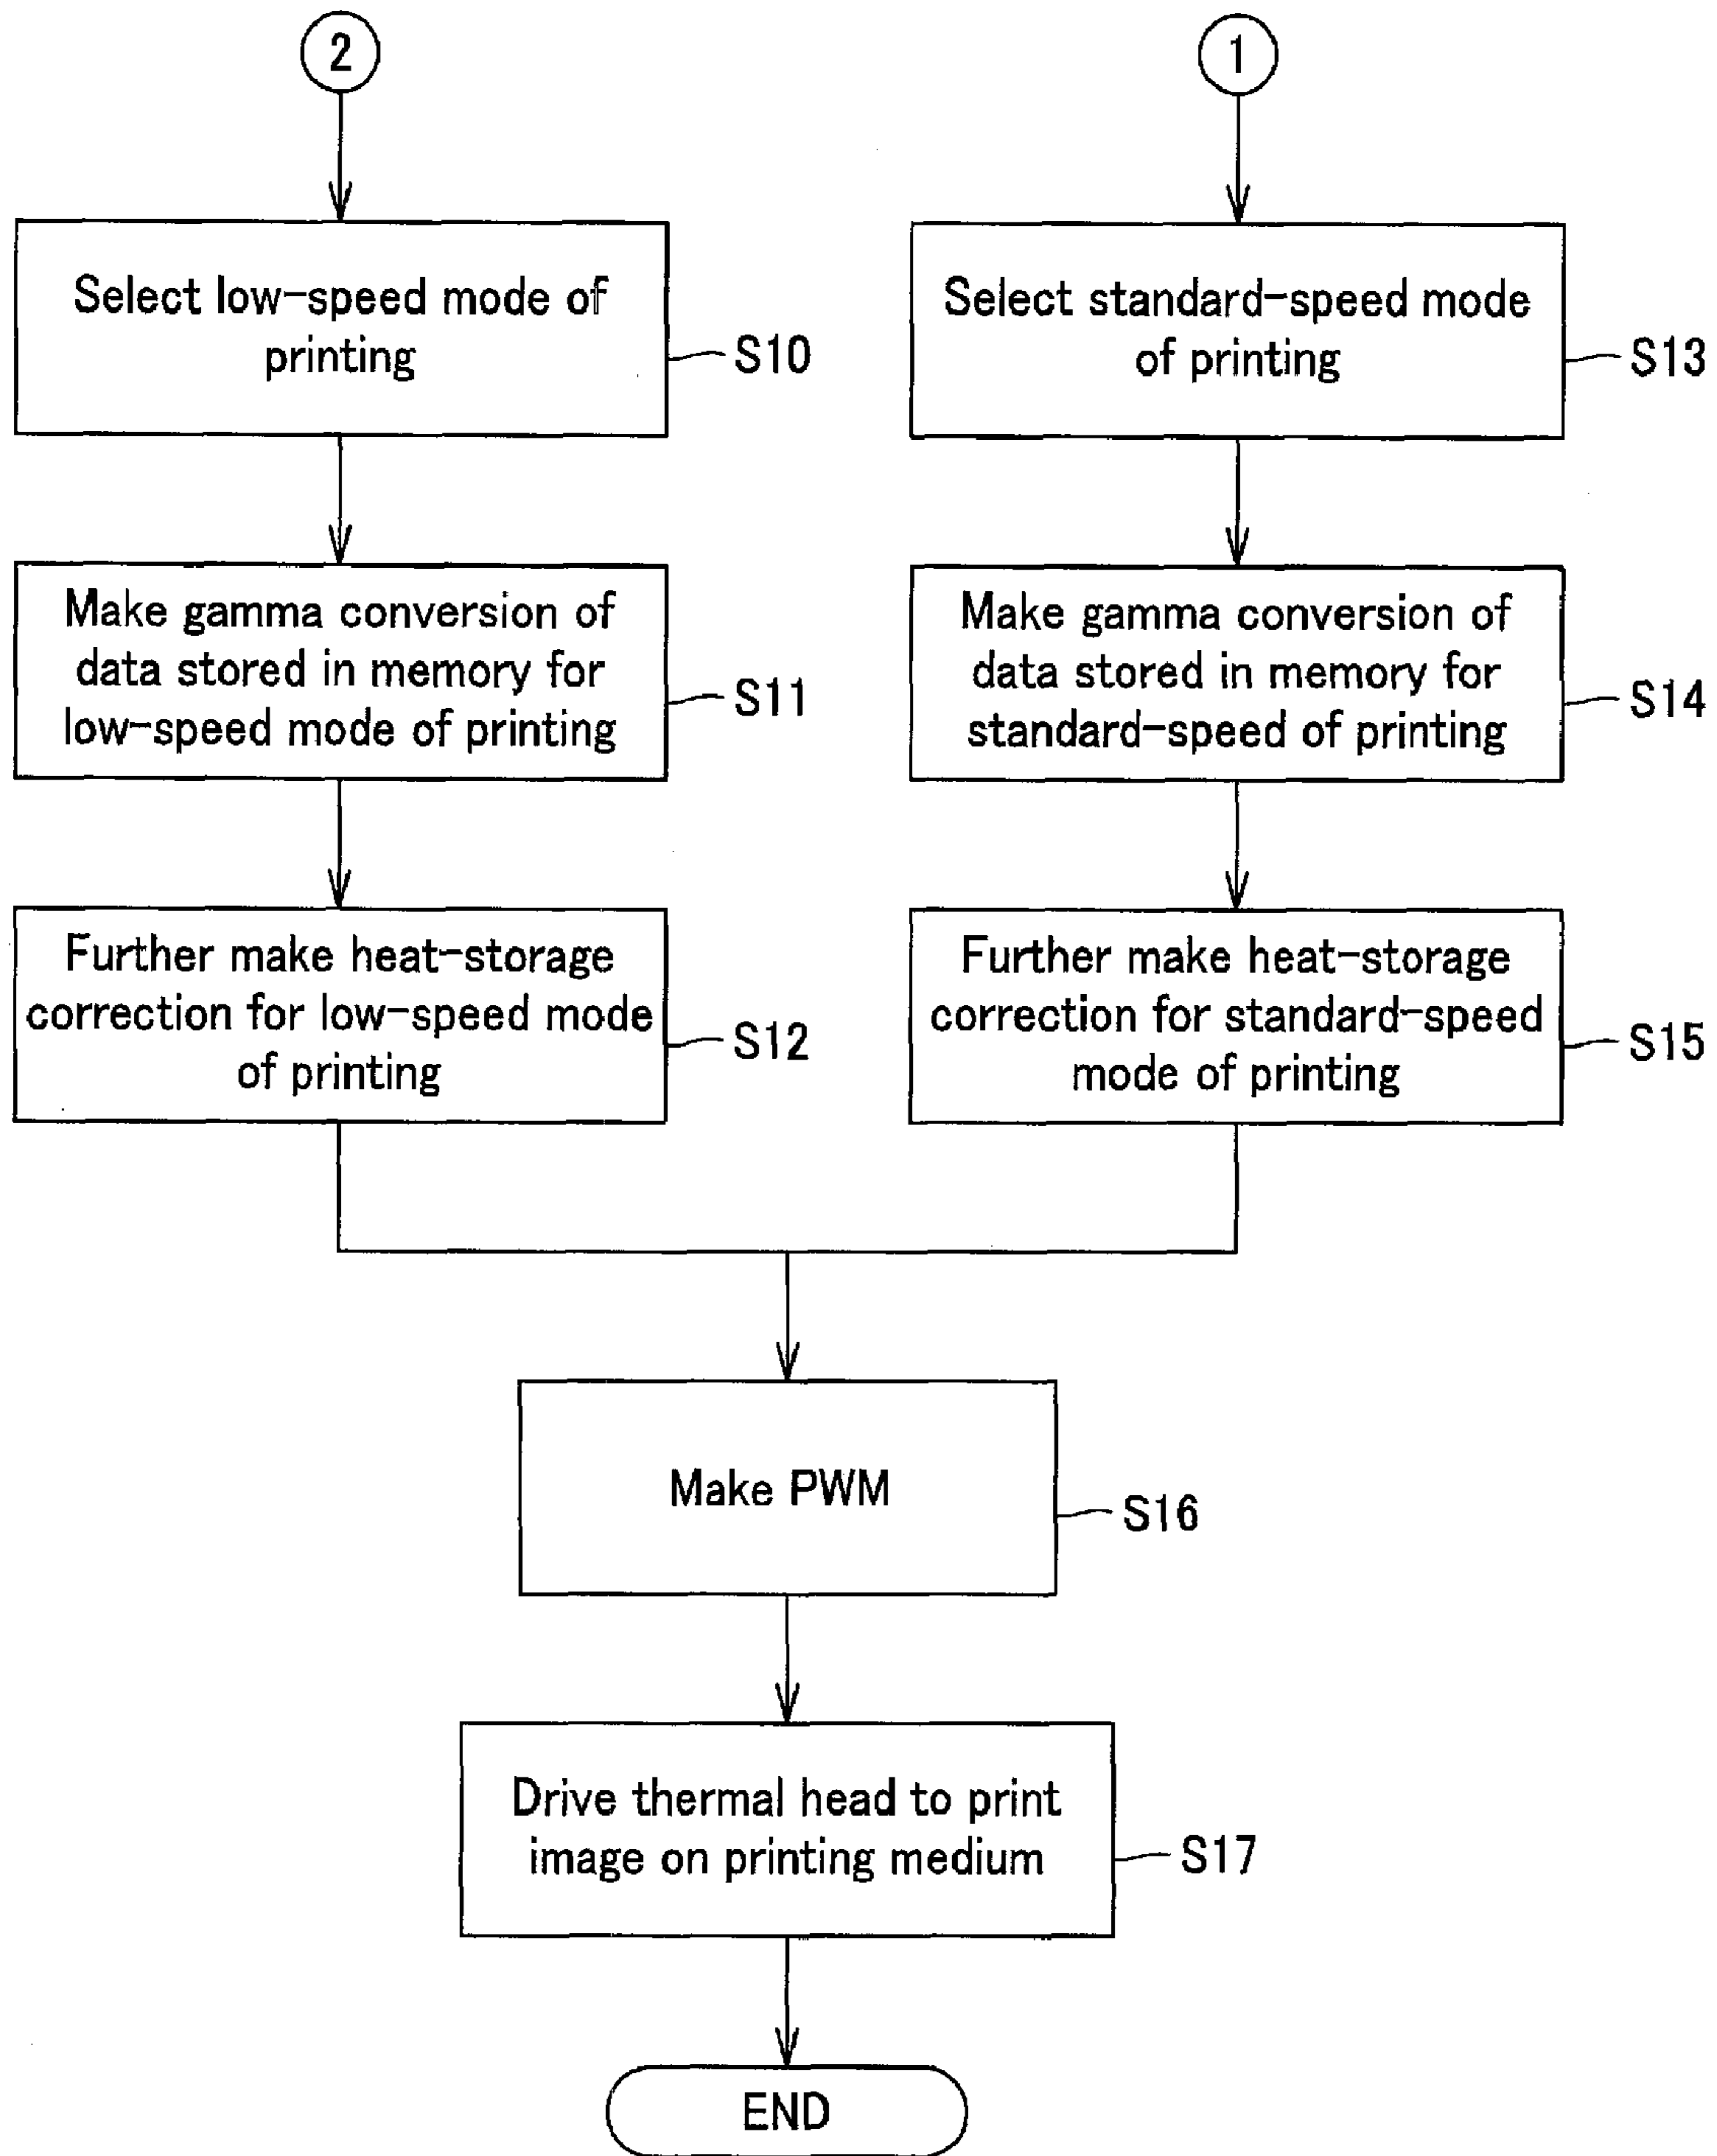 2
1
Select low-speed mode of
printing
S10
Select standard-speed mode
of printing
S13
Make gamma conversion of
data stored in memory for
low-speed mode of printing
S11
Make gamma conversion of
data stored in memory for
standard-speed of printing
S14
Further make heat-storage
correction for low-speed mode
of printing
S12
Further make heat-storage
correction for standard-speed
mode of printing
S15
Make PWM
S16
Drive thermal head to print
image on printing medium
S17
END